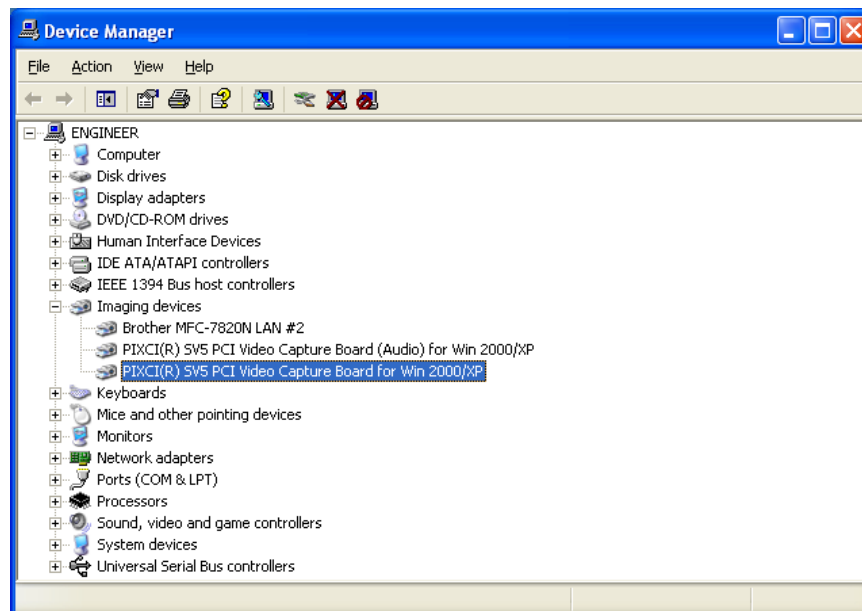 Device Manager
File Action View Help
ENGINEER
Computer
Disk drives
Display adapters
DVD/CD-ROM drives
Human Interface Devices
IDE ATA/ATAPI controllers
IEEE 1394 Bus host controllers
Imaging devices
Brother MFC-7820N LAN #2
PIXCI(R) SV5 PCI Video Capture Board (Audio) for Win 2000/XP
PIXCI(R) SV5 PCI Video Capture Board for Win 2000/XP
Keyboards
Mice and other pointing devices
Monitors
Network adapters
Ports (COM & LPT)
Processors
Sound, video and game controllers
System devices
Universal Serial Bus controllers